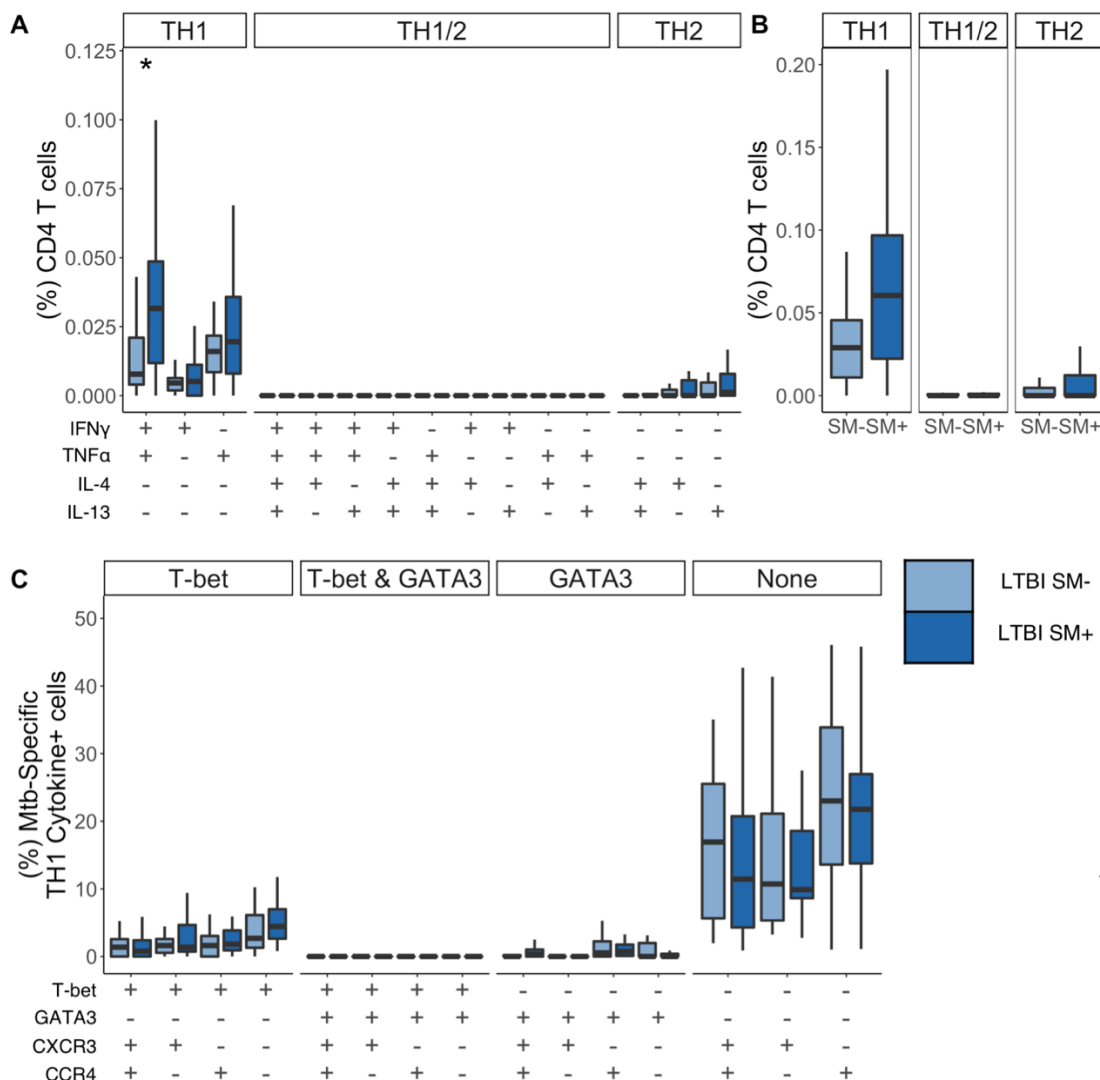 A
TH1 TH1/2 TH2
*
(%) CD4 T cells
0.125
0.100
0.075
0.050
0.025
0.000
IFNγ + + - + + + + - + + - - - - -
TNFα + - + + + + - + - - + + - - -
IL-4 - - - + + - + + + - + - + + -
IL-13 - - - + - + + + - + - + + - +
B
TH1 TH1/2 TH2
(%) CD4 T cells
0.20
0.15
0.10
0.05
0.00
SM-SM+ SM-SM+ SM-SM+
C
T-bet T-bet & GATA3 GATA3 None
(%) Mtb-Specific
TH1 Cytokine+ cells
50
40
30
20
10
0
T-bet + + + + + + + + - - - - - - -
GATA3 - - - - + + + + + + + + - - -
CXCR3 + + - - + + - - + + - - + + -
CCR4 + - + - + - + - + - + - + - +
LTBI SM-
LTBI SM+